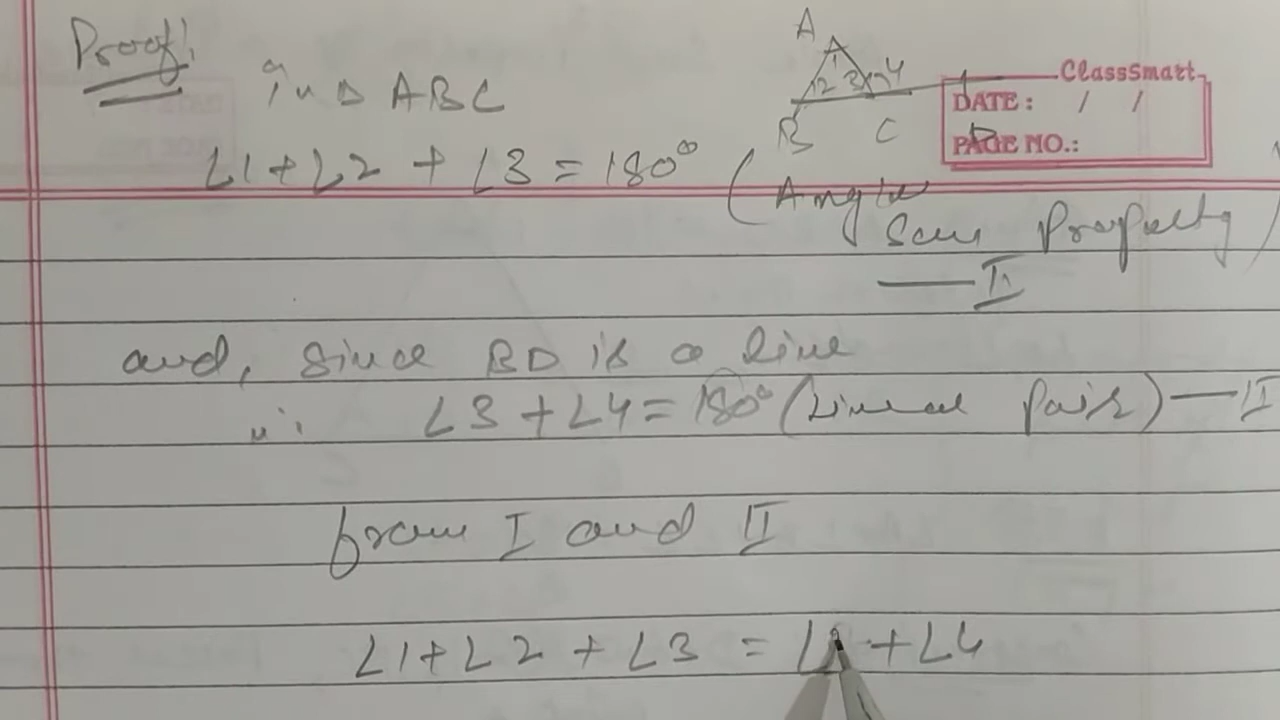 Proof:
A
1
2 3 4
B C
ClassSmart
DATE: / /
PAGE NO.:
D
in Δ ABC
∠1+∠2 + ∠3 = 180° (Angle
Sum Property)
— I
and, since BD is a line
∴ ∠3 + ∠4 = 180° (Linear Pair) — II
from I and II
∠1+∠2 + ∠3 = ∠3 + ∠4